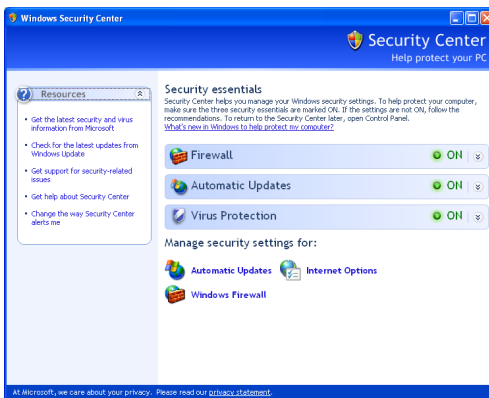 Windows Security Center
Security Center
Help protect your PC
Resources
Get the latest security and virus
information from Microsoft
Check for the latest updates from
Windows Update
Get support for security-related
issues
Get help about Security Center
Change the way Security Center
alerts me
Security essentials
Security Center helps you manage your Windows security settings. To help protect your computer,
make sure the three security essentials are marked ON. If the settings are not ON, follow the
recommendations. To return to the Security Center later, open Control Panel.
What's new in Windows to help protect my computer?
Firewall ON
Automatic Updates ON
Virus Protection ON
Manage security settings for:
Automatic Updates Internet Options
Windows Firewall
At Microsoft, we care about your privacy. Please read our privacy statement.